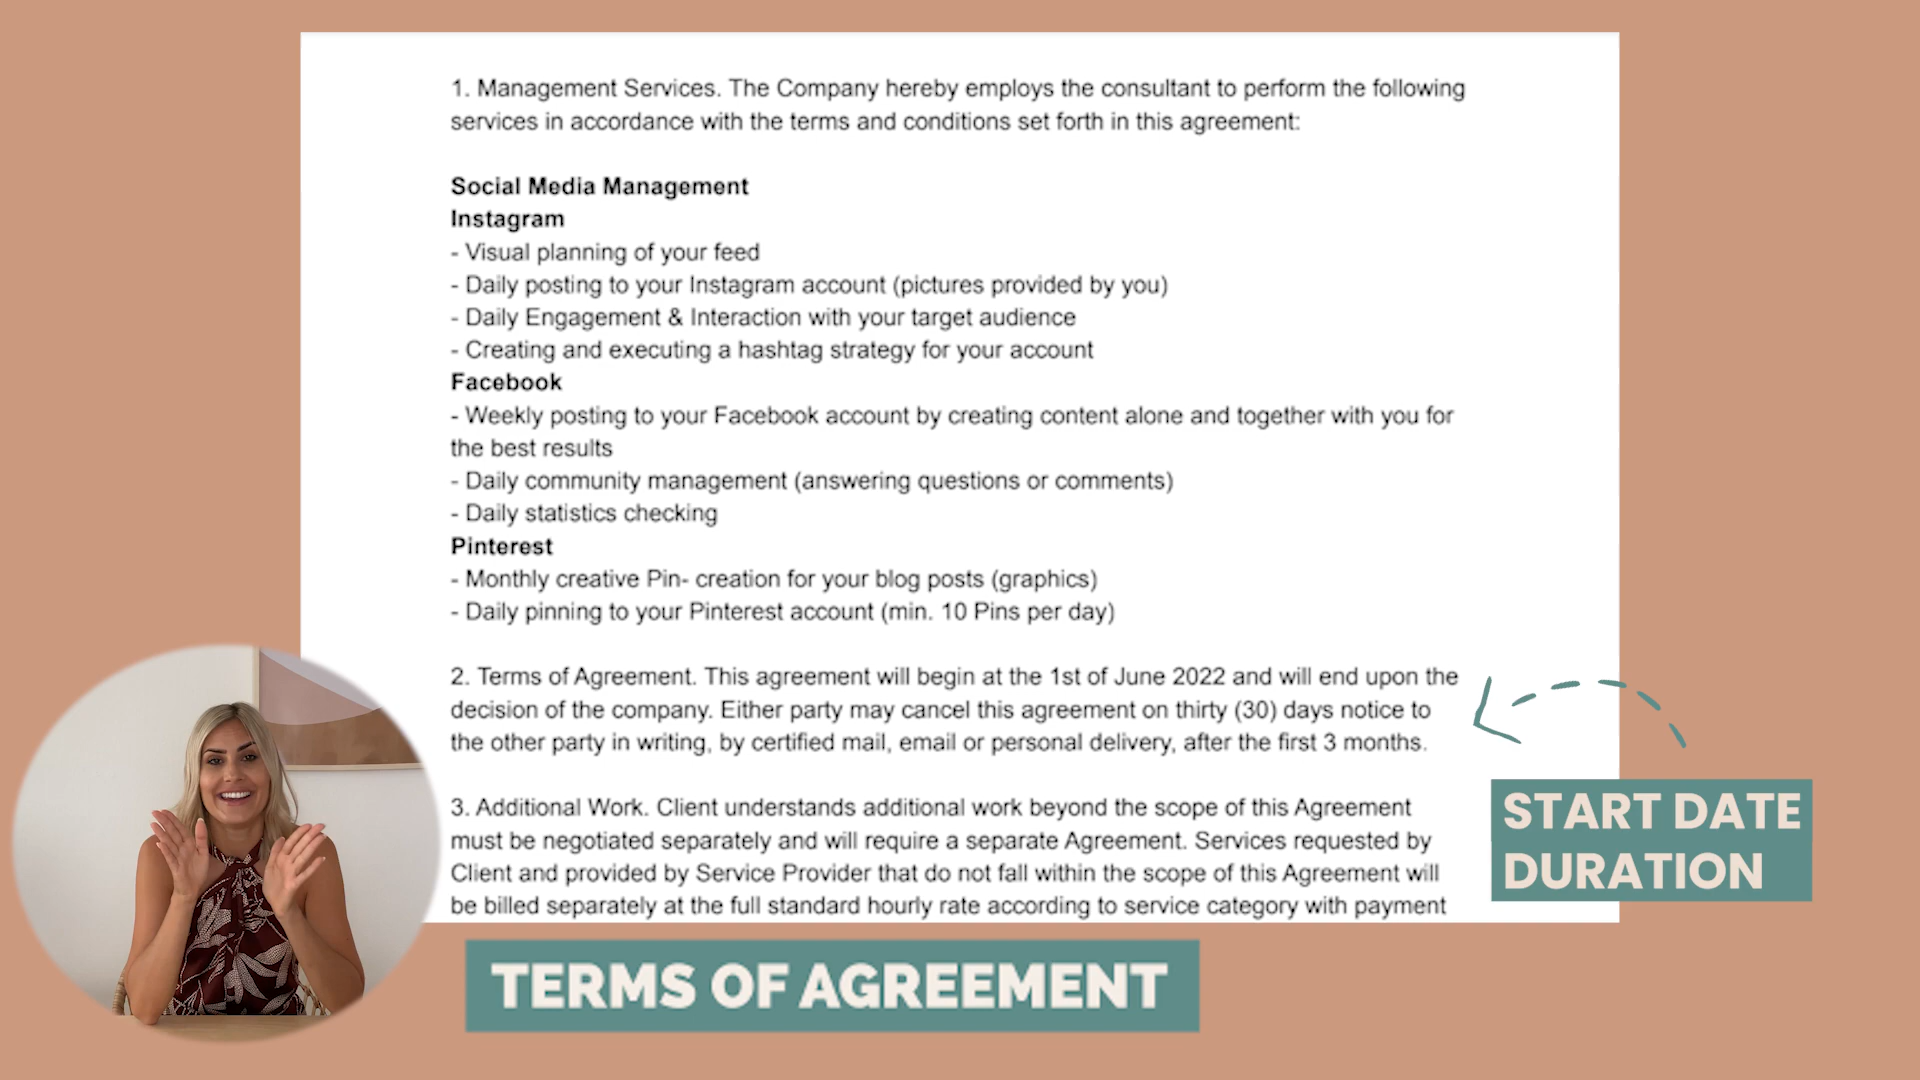 1. Management Services. The Company hereby employs the consultant to perform the following
services in accordance with the terms and conditions set forth in this agreement:
Social Media Management
Instagram
- Visual planning of your feed
- Daily posting to your Instagram account (pictures provided by you)
- Daily Engagement & Interaction with your target audience
- Creating and executing a hashtag strategy for your account
Facebook
- Weekly posting to your Facebook account by creating content alone and together with you for
the best results
- Daily community management (answering questions or comments)
- Daily statistics checking
Pinterest
- Monthly creative Pin- creation for your blog posts (graphics)
- Daily pinning to your Pinterest account (min. 10 Pins per day)
2. Terms of Agreement. This agreement will begin at the 1st of June 2022 and will end upon the
decision of the company. Either party may cancel this agreement on thirty (30) days notice to
the other party in writing, by certified mail, email or personal delivery, after the first 3 months.
3. Additional Work. Client understands additional work beyond the scope of this Agreement
must be negotiated separately and will require a separate Agreement. Services requested by
Client and provided by Service Provider that do not fall within the scope of this Agreement will
be billed separately at the full standard hourly rate according to service category with payment
START DATE
DURATION
TERMS OF AGREEMENT